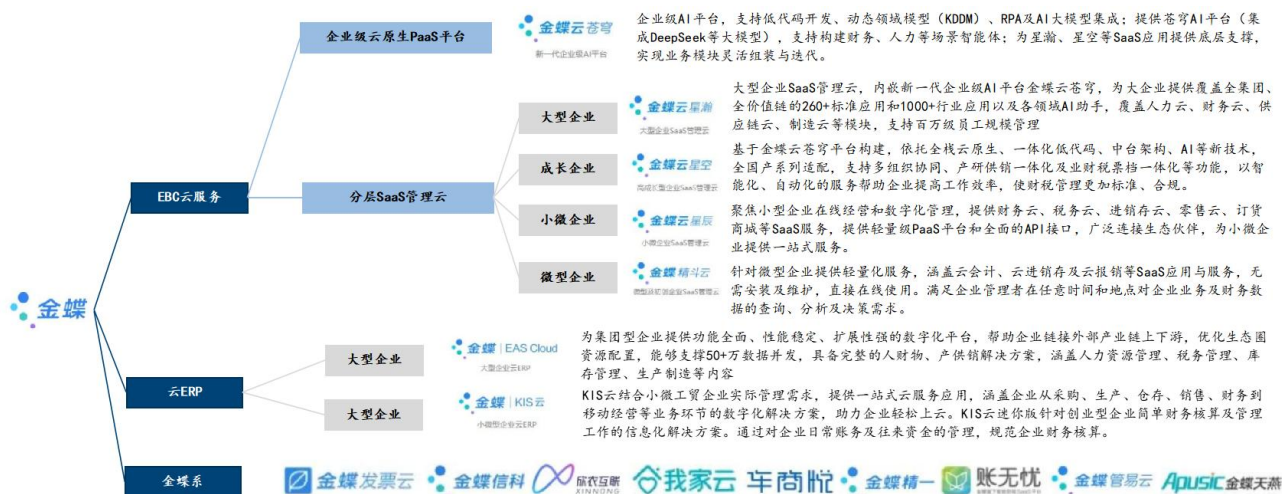 企业级云原生PaaS平台
金蝶云苍穹
新一代企业级AI平台
企业级AI平台，支持低代码开发、动态领域模型（KDDM）、RPA及AI大模型集成；提供苍穹AI平台（集
成DeepSeek等大模型），支持构建财务、人力等场景智能体；为星瀚、星空等SaaS应用提供底层支撑，
实现业务模块灵活组装与迭代。
大型企业
金蝶云星瀚
大型企业SaaS管理云
大型企业SaaS管理云，内嵌新一代企业级AI平台金蝶云苍穹，为大企业提供覆盖全集团、
全价值链的260+标准应用和1000+行业应用以及各领域AI助手，覆盖人力云、财务云、供
应链云、制造云等模块，支持百万级员工规模管理
成长企业
金蝶云星空
高成长型企业SaaS管理云
基于金蝶云苍穹平台构建，依托全栈云原生、一体化低代码、中台架构、AI等新技术，
全国产系列适配，支持多组织协同、产研供销一体化及业财税票档一体化等功能，以智
能化、自动化的服务帮助企业提高工作效率，使财税管理更加标准、合规。
EBC云服务
分层SaaS管理云
小微企业
金蝶云星辰
小微企业SaaS管理云
聚焦小型企业在线经营和数字化管理，提供财务云、税务云、进销存云、零售云、订货
商城等SaaS服务，提供轻量级PaaS平台和全面的API接口，广泛连接生态伙伴，为小微企
业提供一站式服务。
微型企业
金蝶精斗云
针对微型企业提供轻量化服务，涵盖云会计、云进销存及云报销等SaaS应用与服务，无
需安装及维护，直接在线使用。满足企业管理者在任意时间和地点对企业业务及财务数
据的查询、分析及决策需求。
金蝶
云ERP
大型企业
金蝶|EAS Cloud
大型企业云ERP
为集团型企业提供功能全面、性能稳定、扩展性强的数字化平台，帮助企业链接外部产业链上下游，优化生态圈
资源配置，能够支撑50+万数据并发，具备完整的人财物、产供销解决方案，涵盖人力资源管理、税务管理、库
存管理、生产制造等内容
大型企业
金蝶|KIS云
小微型企业云ERP
KIS云结合小微工贸企业实际管理需求，提供一站式云服务应用，涵盖企业从采购、生产、仓存、销售、财务到
移动经营等业务环节的数字化解决方案，助力企业轻松上云。KIS云迷你版针对创业型企业简单财务核算及管理
工作的信息化解决方案。通过对企业日常账务及往来资金的管理，规范企业财务核算。
金蝶系
金蝶发票云
金蝶信科
欣农互联
XINNONG
我家云
车商悦
金蝶精一
账无忧
金蝶管易云
Apusic金蝶天燕